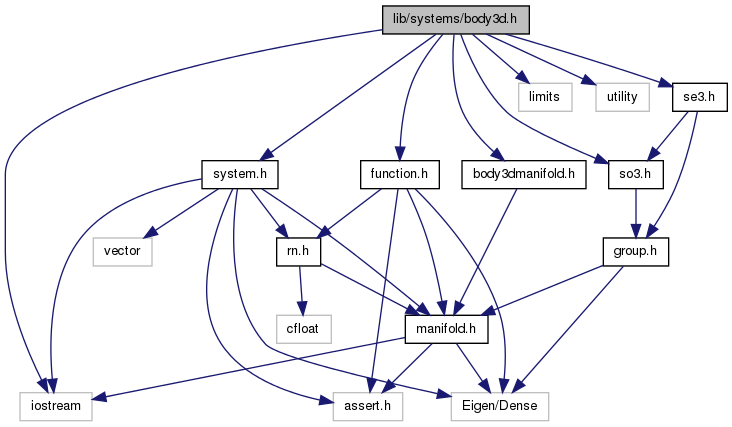 lib/systems/body3d.h
limits
utility
se3.h
system.h
function.h
body3dmanifold.h
so3.h
vector
rn.h
group.h
cfloat
manifold.h
iostream
assert.h
Eigen/Dense